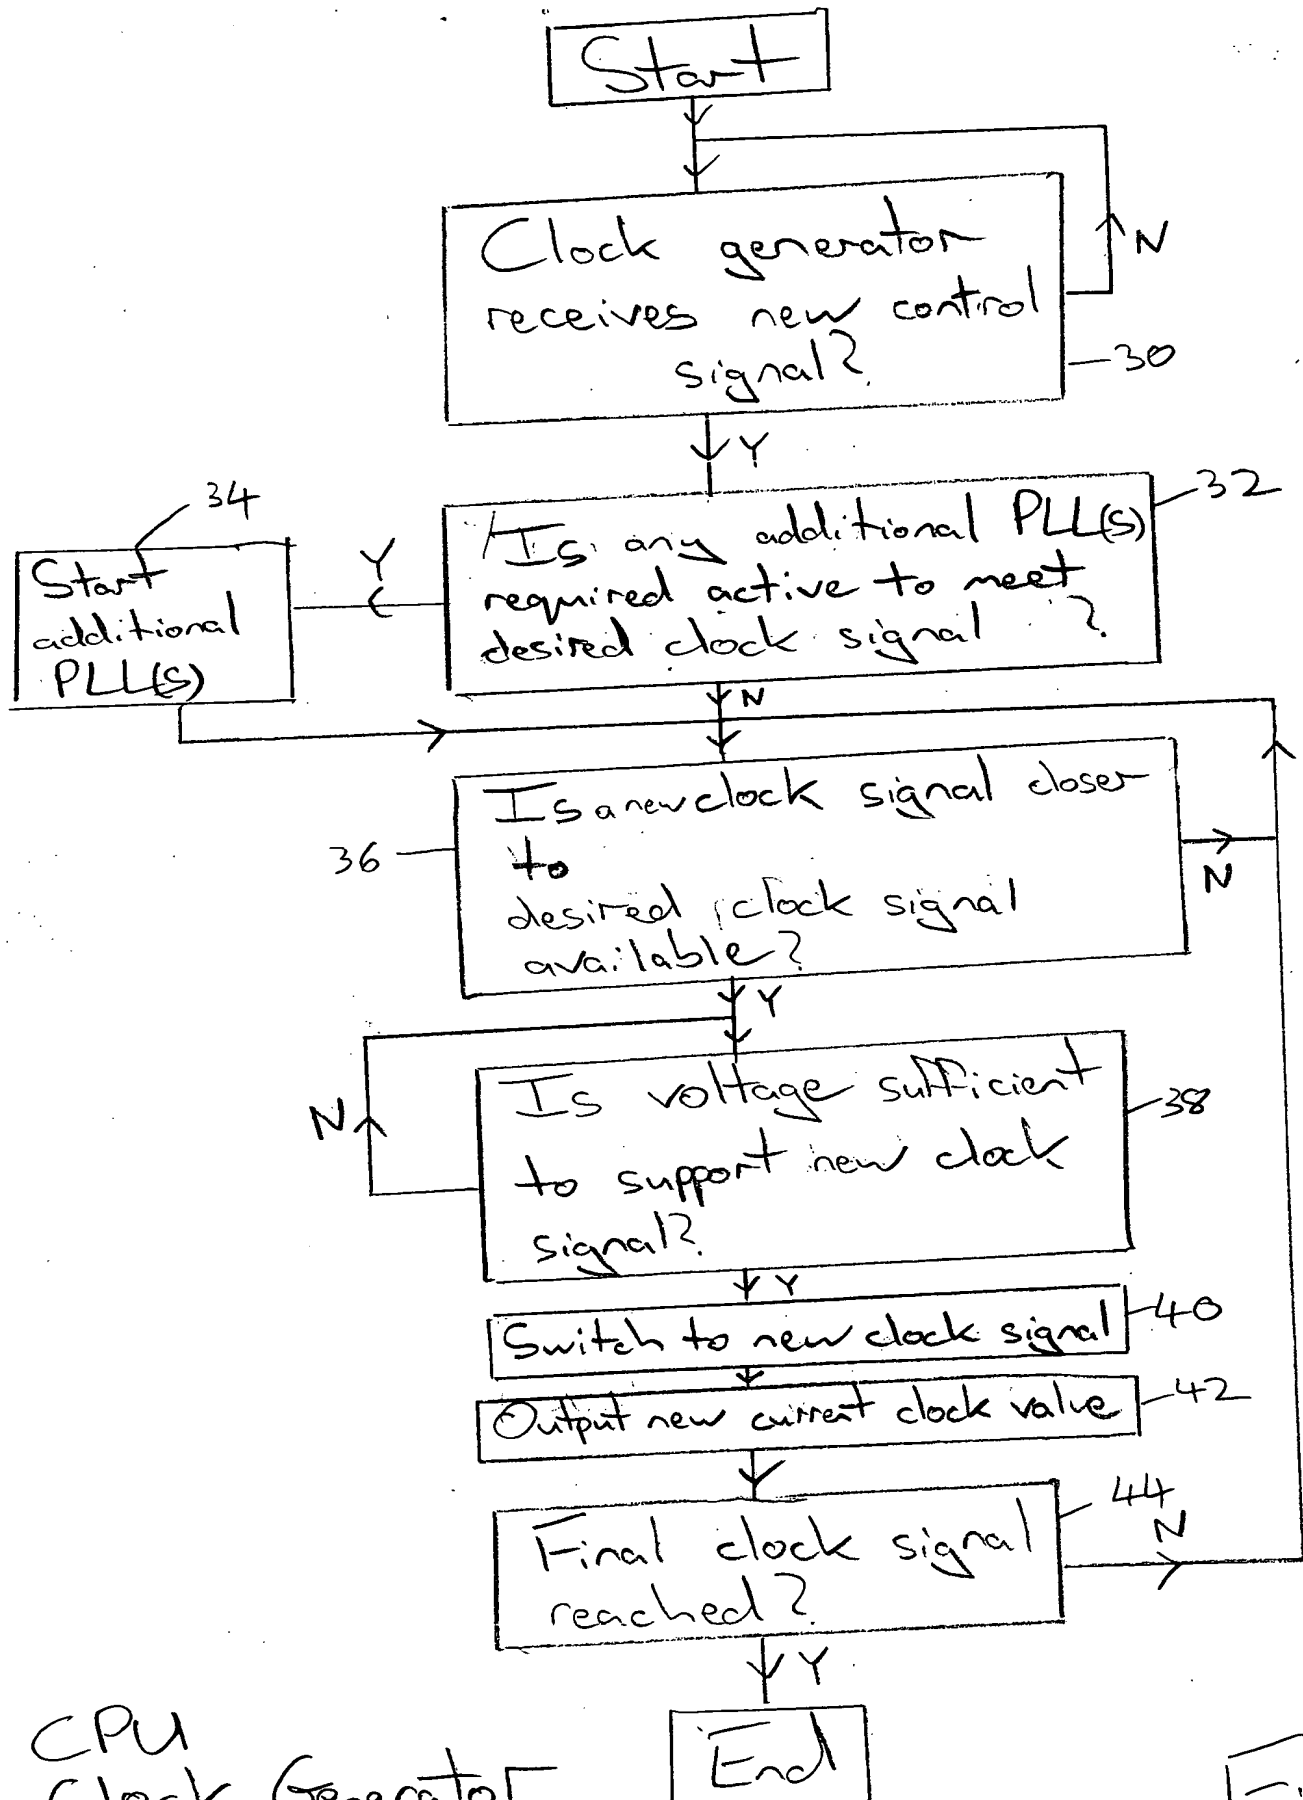 Start
Clock generator
receives new control
signal?
N
30
Y
34
32
Start
additional
PLL(s)
Y
Is any additional PLL(s)
required active to meet
desired clock signal ?
N
Is a new clock signal closer
to
desired clock signal
available?
36
N
Y
Is voltage sufficient
to support new clock
signal?
N
38
Y
Switch to new clock signal
40
Output new current clock value
42
Final clock signal
reached?
44
N
Y
End
CPU
Clock Generator